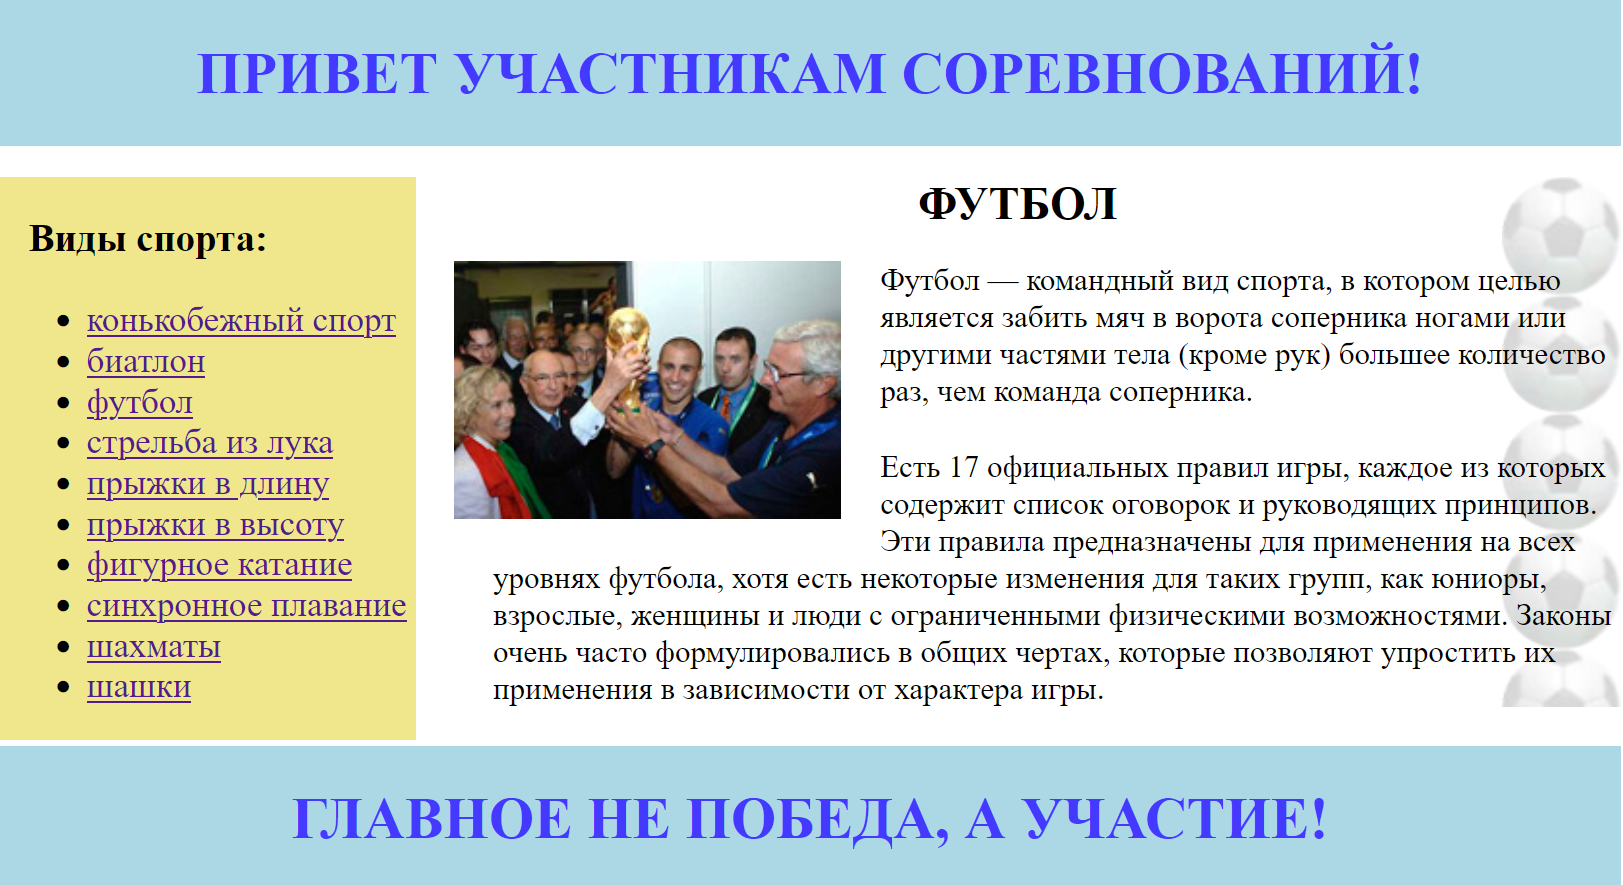 ПРИВЕТ УЧАСТНИКАМ СОРЕВНОВАНИЙ!
Виды спорта:
конькобежный спорт
биатлон
футбол
стрельба из лука
прыжки в длину
прыжки в высоту
фигурное катание
синхронное плавание
шахматы
шашки
ФУТБОЛ
Футбол — командный вид спорта, в котором целью
является забить мяч в ворота соперника ногами или
другими частями тела (кроме рук) большее количество
раз, чем команда соперника.
Есть 17 официальных правил игры, каждое из которых
содержит список оговорок и руководящих принципов.
Эти правила предназначены для применения на всех
уровнях футбола, хотя есть некоторые изменения для таких групп, как юниоры,
взрослые, женщины и люди с ограниченными физическими возможностями. Законы
очень часто формулировались в общих чертах, которые позволяют упростить их
применения в зависимости от характера игры.
ГЛАВНОЕ НЕ ПОБЕДА, А УЧАСТИЕ!